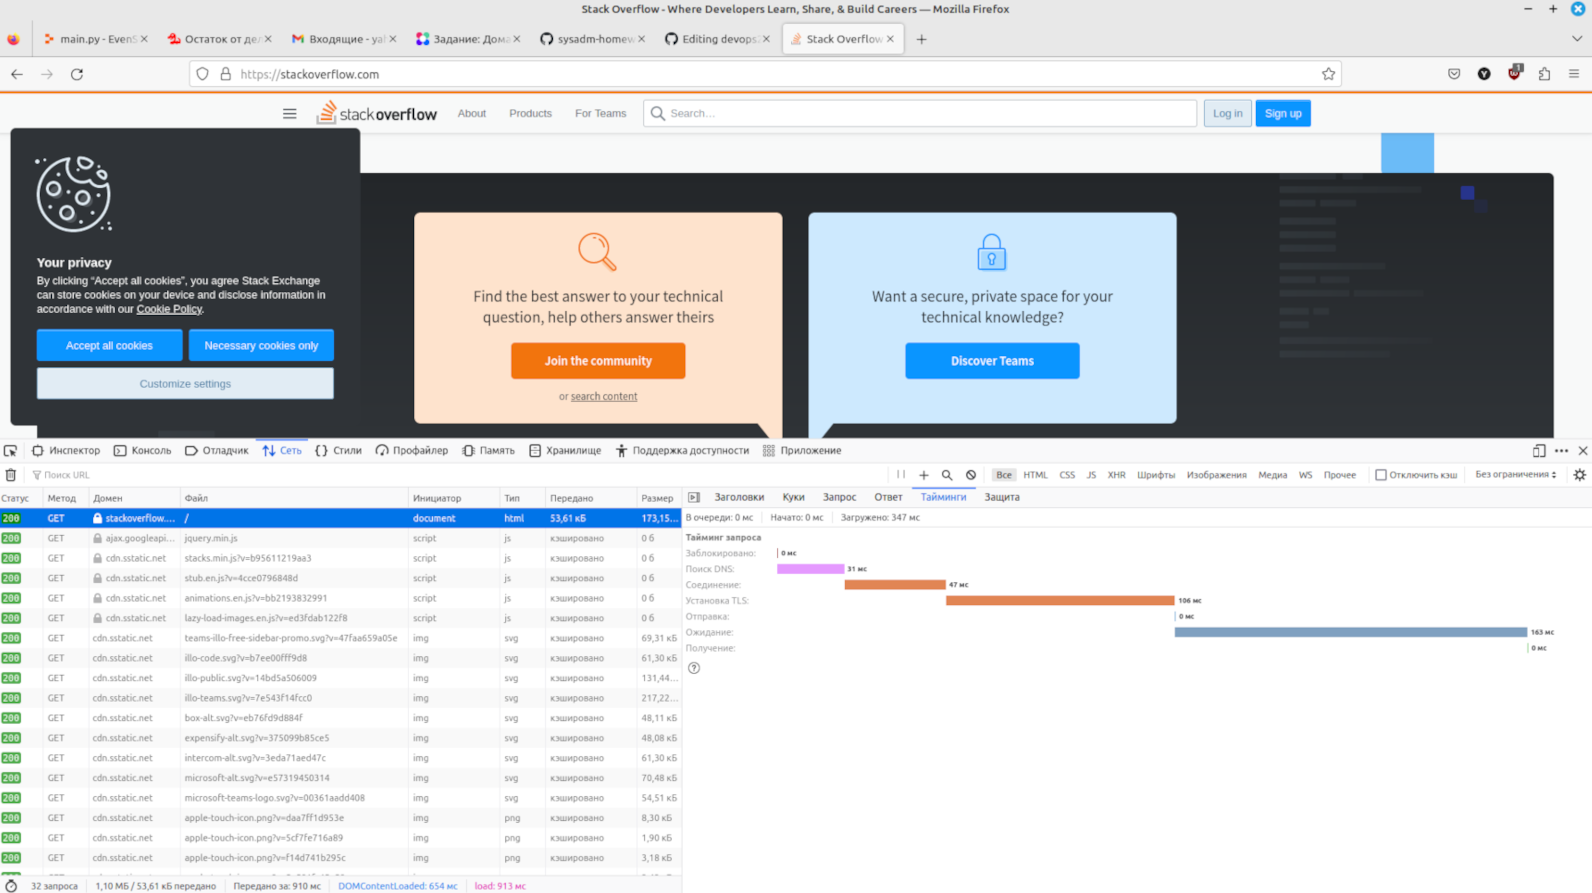 Stack Overflow - Where Developers Learn, Share, & Build Careers — Mozilla Firefox
main.py - EvenS
Остаток от дел
Входящие - yal
Задание: Дома
sysadm-homew
Editing devops
Stack Overflow
https://stackoverflow.com
1
stackoverflow
About
Products
For Teams
Search…
Log in
Sign up
Your privacy
By clicking “Accept all cookies”, you agree Stack Exchange
can store cookies on your device and disclose information in
accordance with our Cookie Policy.
Accept all cookies
Necessary cookies only
Customize settings
Find the best answer to your technical
question, help others answer theirs
Join the community
or search content
Want a secure, private space for your
technical knowledge?
Discover Teams
Инспектор Консоль Отладчик Сеть Стили Профайлер Память Хранилище Поддержка доступности Приложение
Поиск URL
Все HTML CSS JS XHR Шрифты Изображения Медиа WS Прочее Отключить кэш Без ограничения
Статус Метод Домен Файл Инициатор Тип Передано Размер
200 GET stackoverflow.... / document html 53,61 кБ 173,15...
200 GET ajax.googleapi... jquery.min.js script js кэшировано 0 б
200 GET cdn.sstatic.net stacks.min.js?v=b95611219aa3 script js кэшировано 0 б
200 GET cdn.sstatic.net stub.en.js?v=4cce0796848d script js кэшировано 0 б
200 GET cdn.sstatic.net animations.en.js?v=bb2193832991 script js кэшировано 0 б
200 GET cdn.sstatic.net lazy-load-images.en.js?v=ed3fdab122f8 script js кэшировано 0 б
200 GET cdn.sstatic.net teams-illo-free-sidebar-promo.svg?v=47faa659a05e img svg кэшировано 69,31 кБ
200 GET cdn.sstatic.net illo-code.svg?v=b7ee00fff9d8 img svg кэшировано 61,30 кБ
200 GET cdn.sstatic.net illo-public.svg?v=14bd5a506009 img svg кэшировано 131,44...
200 GET cdn.sstatic.net illo-teams.svg?v=7e543f14fcc0 img svg кэшировано 217,22...
200 GET cdn.sstatic.net box-alt.svg?v=eb76fd9d884f img svg кэшировано 48,11 кБ
200 GET cdn.sstatic.net expensify-alt.svg?v=375099b85ce5 img svg кэшировано 48,08 кБ
200 GET cdn.sstatic.net intercom-alt.svg?v=3eda71aed47c img svg кэшировано 61,30 кБ
200 GET cdn.sstatic.net microsoft-alt.svg?v=e57319450314 img svg кэшировано 70,48 кБ
200 GET cdn.sstatic.net microsoft-teams-logo.svg?v=00361aadd408 img svg кэшировано 54,51 кБ
200 GET cdn.sstatic.net apple-touch-icon.png?v=daa7ff1d953e img png кэшировано 8,30 кБ
200 GET cdn.sstatic.net apple-touch-icon.png?v=5cf7fe716a89 img png кэшировано 1,90 кБ
200 GET cdn.sstatic.net apple-touch-icon.png?v=f14d741b295c img png кэшировано 3,18 кБ
32 запроса 1,10 МБ / 53,61 кБ передано Передано за: 910 мс DOMContentLoaded: 654 мс load: 913 мс
Заголовки Куки Запрос Ответ Тайминги Защита
В очереди: 0 мс Начато: 0 мс Загружено: 347 мс
Тайминг запроса
Заблокировано: 0 мс
Поиск DNS: 31 мс
Соединение: 47 мс
Установка TLS: 106 мс
Отправка: 0 мс
Ожидание: 163 мс
Получение: 0 мс